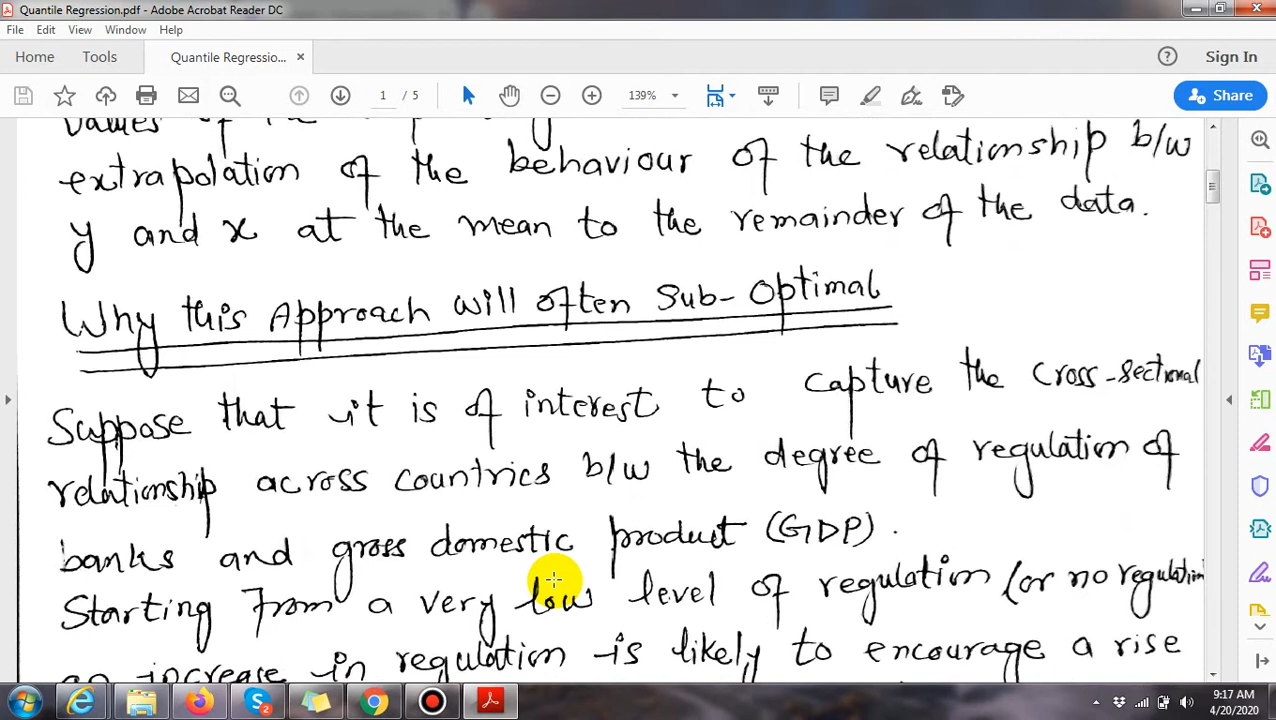 Quantile Regression.pdf - Adobe Acrobat Reader DC
File Edit View Window Help
Home Tools Quantile Regressio... ×
Sign In
1 / 5 139%
Share
values of the
extrapolation of the behaviour of the relationship b/w
y and x at the mean to the remainder of the data.
Why this Approach will often Sub-Optimal
Suppose that it is of interest to capture the cross-sectional
relationship across countries b/w the degree of regulation of
banks and gross domestic product (GDP).
Starting From a very low level of regulation (or no regulation
an increase in regulation is likely to encourage a rise
9:17 AM
4/20/2020